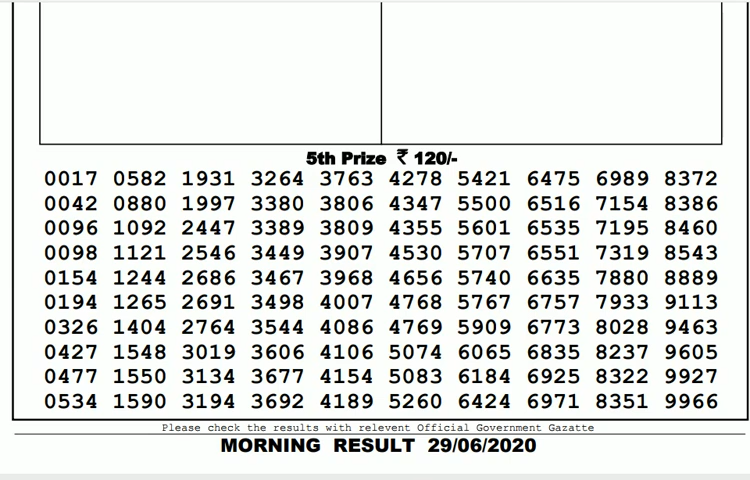 5th Prize ₹ 120/-
0017 0582 1931 3264 3763 4278 5421 6475 6989 8372
0042 0880 1997 3380 3806 4347 5500 6516 7154 8386
0096 1092 2447 3389 3809 4355 5601 6535 7195 8460
0098 1121 2546 3449 3907 4530 5707 6551 7319 8543
0154 1244 2686 3467 3968 4656 5740 6635 7880 8889
0194 1265 2691 3498 4007 4768 5767 6757 7933 9113
0326 1404 2764 3544 4086 4769 5909 6773 8028 9463
0427 1548 3019 3606 4106 5074 6065 6835 8237 9605
0477 1550 3134 3677 4154 5083 6184 6925 8322 9927
0534 1590 3194 3692 4189 5260 6424 6971 8351 9966
Please check the results with relevent Official Government Gazatte
MORNING RESULT 29/06/2020